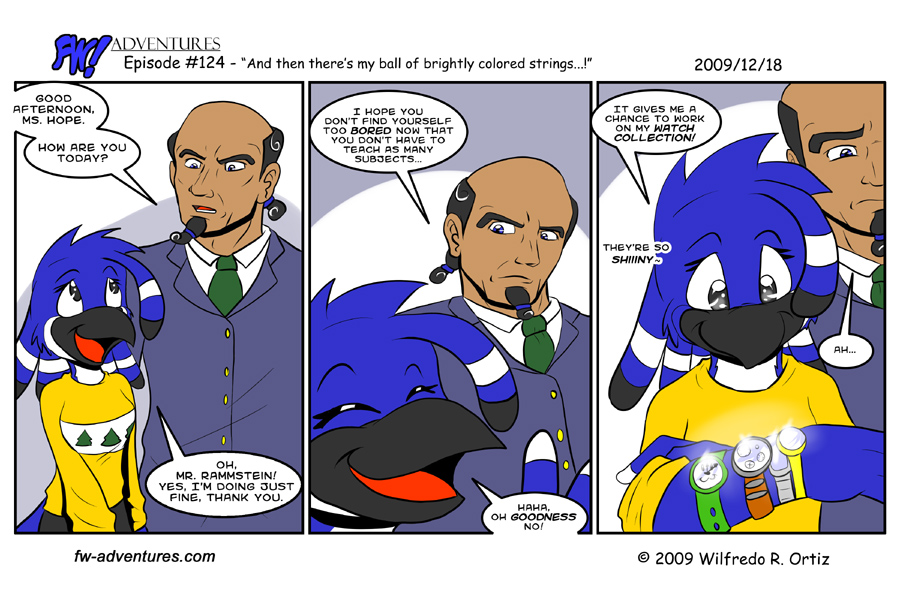 FW! ADVENTURES
Episode #124 - "And then there's my ball of brightly colored strings...!"
2009/12/18
GOOD
AFTERNOON,
MS. HOPE.
HOW ARE YOU
TODAY?
OH,
MR. RAMMSTEIN!
YES, I'M DOING JUST
FINE, THANK YOU.
I HOPE YOU
DON'T FIND YOURSELF
TOO BORED NOW THAT
YOU DON'T HAVE TO
TEACH AS MANY
SUBJECTS...
HAHA,
OH GOODNESS
NO!
IT GIVES ME A
CHANCE TO WORK
ON MY WATCH
COLLECTION!
THEY'RE SO
SHIIINY~
AH...
fw-adventures.com
© 2009 Wilfredo R. Ortiz